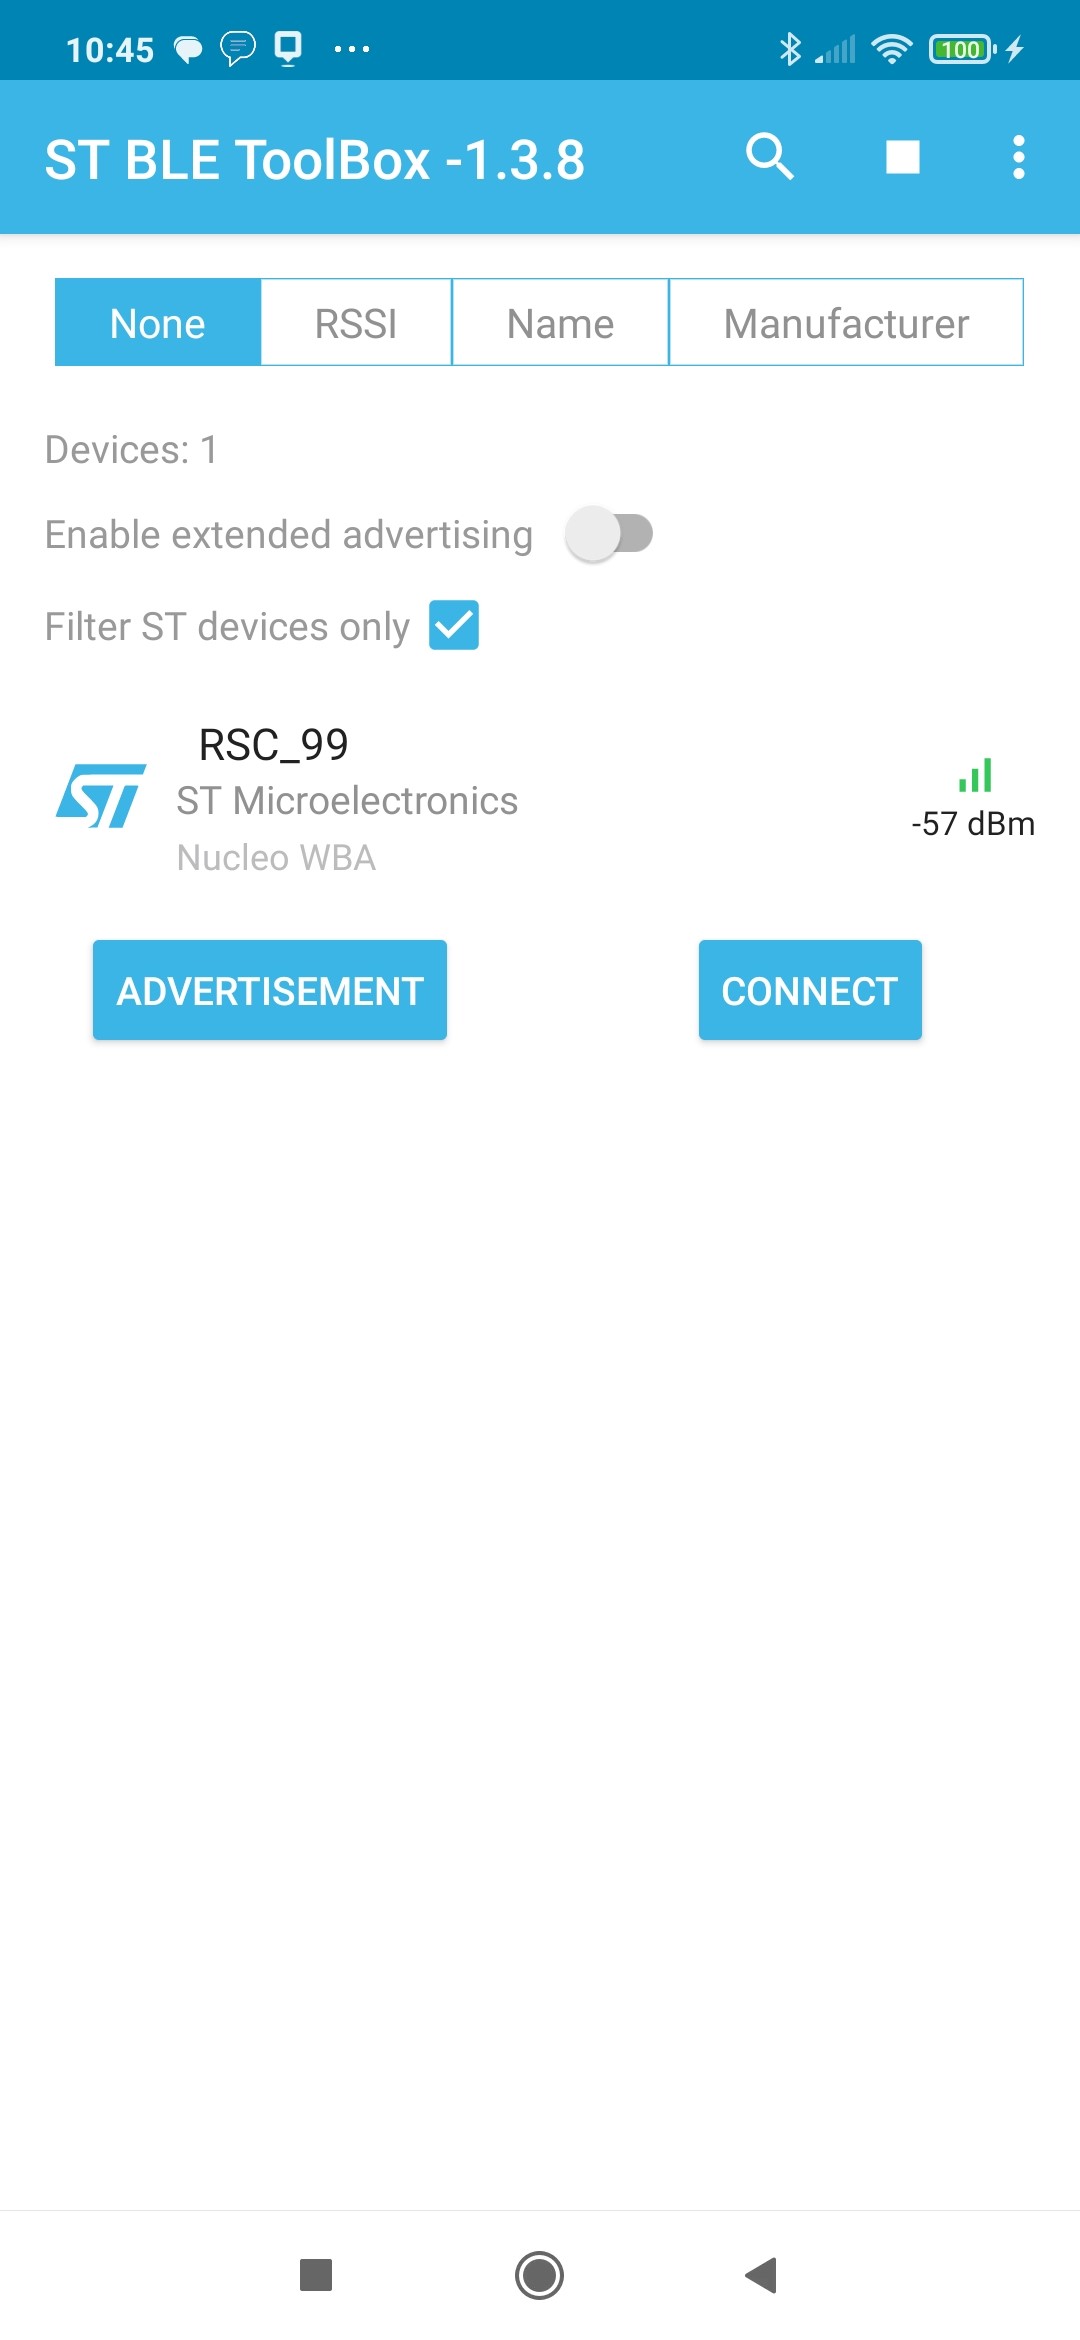 10:45
100
ST BLE ToolBox -1.3.8
None RSSI Name Manufacturer
Devices: 1
Enable extended advertising
Filter ST devices only
RSC_99
ST
ST Microelectronics
Nucleo WBA
-57 dBm
ADVERTISEMENT CONNECT